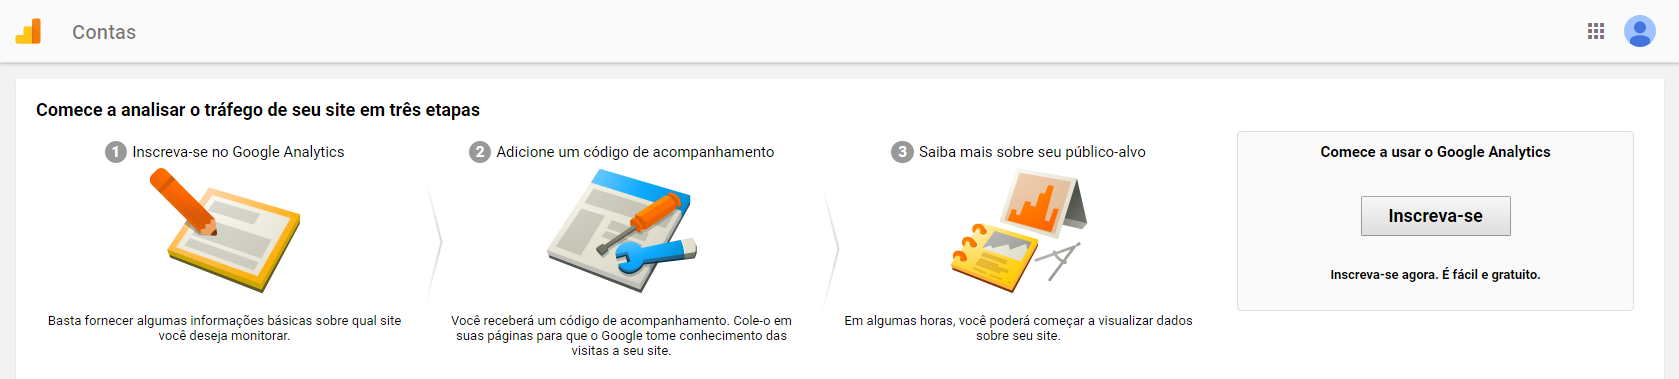 Contas
Comece a analisar o tráfego de seu site em três etapas
1 Inscreva-se no Google Analytics
Basta fornecer algumas informações básicas sobre qual site
você deseja monitorar.
2 Adicione um código de acompanhamento
Você receberá um código de acompanhamento. Cole-o em
suas páginas para que o Google tome conhecimento das
visitas a seu site.
3 Saiba mais sobre seu público-alvo
Em algumas horas, você poderá começar a visualizar dados
sobre seu site.
Comece a usar o Google Analytics
Inscreva-se
Inscreva-se agora. É fácil e gratuito.